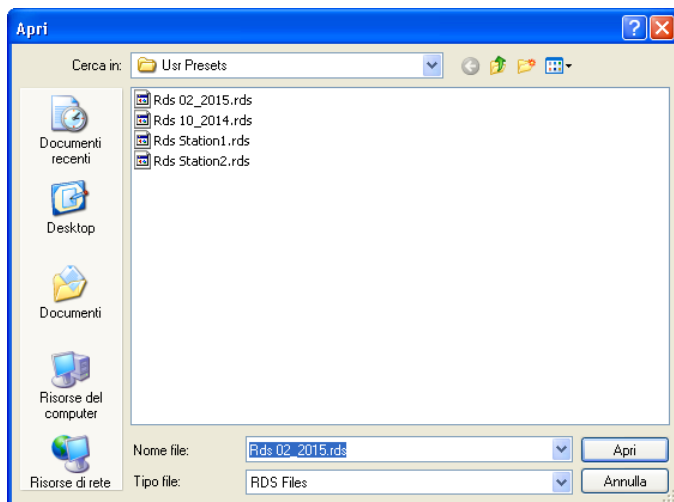 Apri
Cerca in: Usr Presets
Rds 02_2015.rds
Rds 10_2014.rds
Rds Station1.rds
Rds Station2.rds
Documenti
recenti
Desktop
Documenti
Risorse del
computer
Risorse di rete
Nome file: Rds 02_2015.rds Apri
Tipo file: RDS Files Annulla